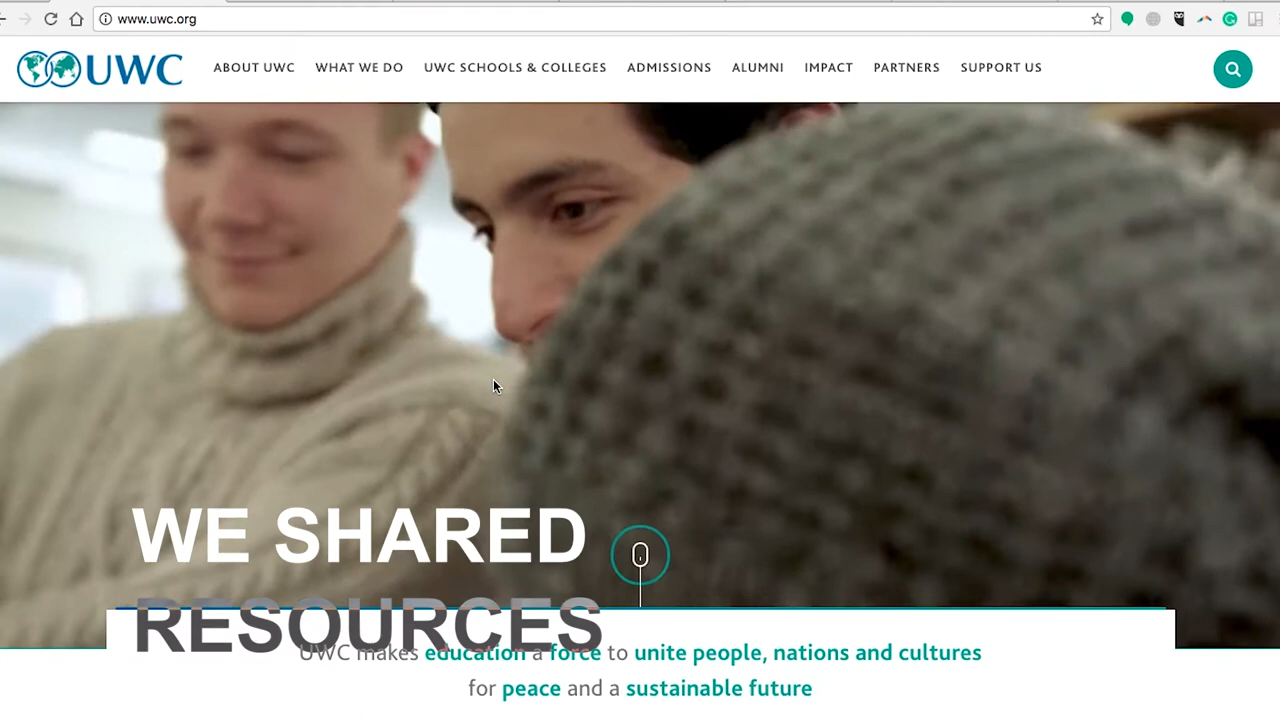 www.uwc.org
UWC
ABOUT UWC WHAT WE DO UWC SCHOOLS & COLLEGES ADMISSIONS ALUMNI IMPACT PARTNERS SUPPORT US
WE SHARED
RESOURCES
UWC makes education a force to unite people, nations and cultures
for peace and a sustainable future